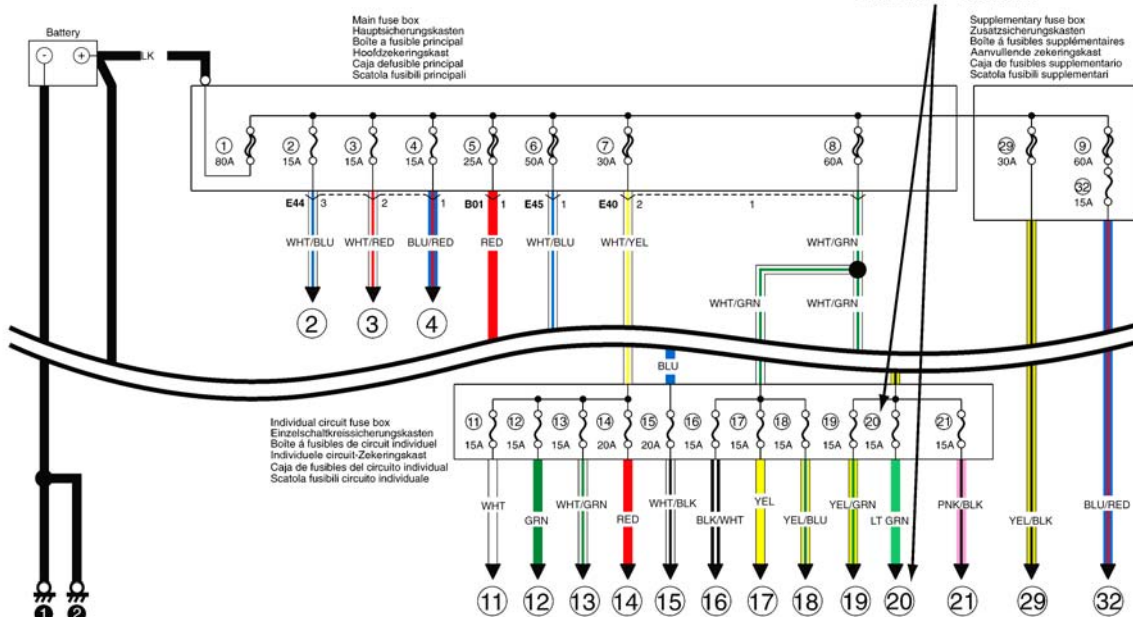 Battery
-
+
LK
Main fuse box
Hauptsicherungskasten
Boîte a fusible principal
Hoofdzekeringskast
Caja defusible principal
Scatola fusibili principali
Supplementary fuse box
Zusatzsicherungskasten
Boîte á fusibles supplémentaires
Aanvullende zekeringkast
Caja de fusibles supplementario
Scatola fusibili supplementari
1 2 3 4 5 6 7 8 29 9
80A 15A 15A 15A 25A 50A 30A 60A 30A 60A
32
15A
E44 3 2 1 B01 1 E45 1 E40 2 1
WHT/BLU WHT/RED BLU/RED RED WHT/BLU WHT/YEL WHT/GRN
WHT/GRN WHT/GRN
2 3 4
BLU
Individual circuit fuse box
Einzelschaltkreissicherungskasten
Boîte á fusibles de circuit individuel
Individuele circuit-Zekeringskast
Caja de fusibles del circuito individual
Scatola fusibili circuito individuale
11 12 13 14 15 16 17 18 19 20 21
15A 15A 15A 20A 20A 15A 15A 15A 15A 15A 15A
WHT GRN WHT/GRN RED WHT/BLK BLK/WHT YEL YEL/BLU YEL/GRN LT GRN PNK/BLK YEL/BLK BLU/RED
11 12 13 14 15 16 17 18 19 20 21 29 32
1 2